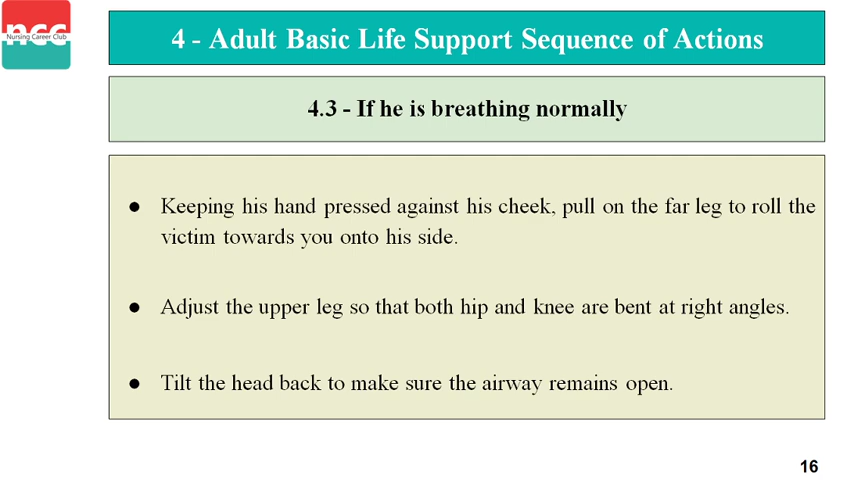 ncc
Nursing Career Club
4 - Adult Basic Life Support Sequence of Actions
4.3 - If he is breathing normally
● Keeping his hand pressed against his cheek, pull on the far leg to roll the
victim towards you onto his side.
● Adjust the upper leg so that both hip and knee are bent at right angles.
● Tilt the head back to make sure the airway remains open.
16